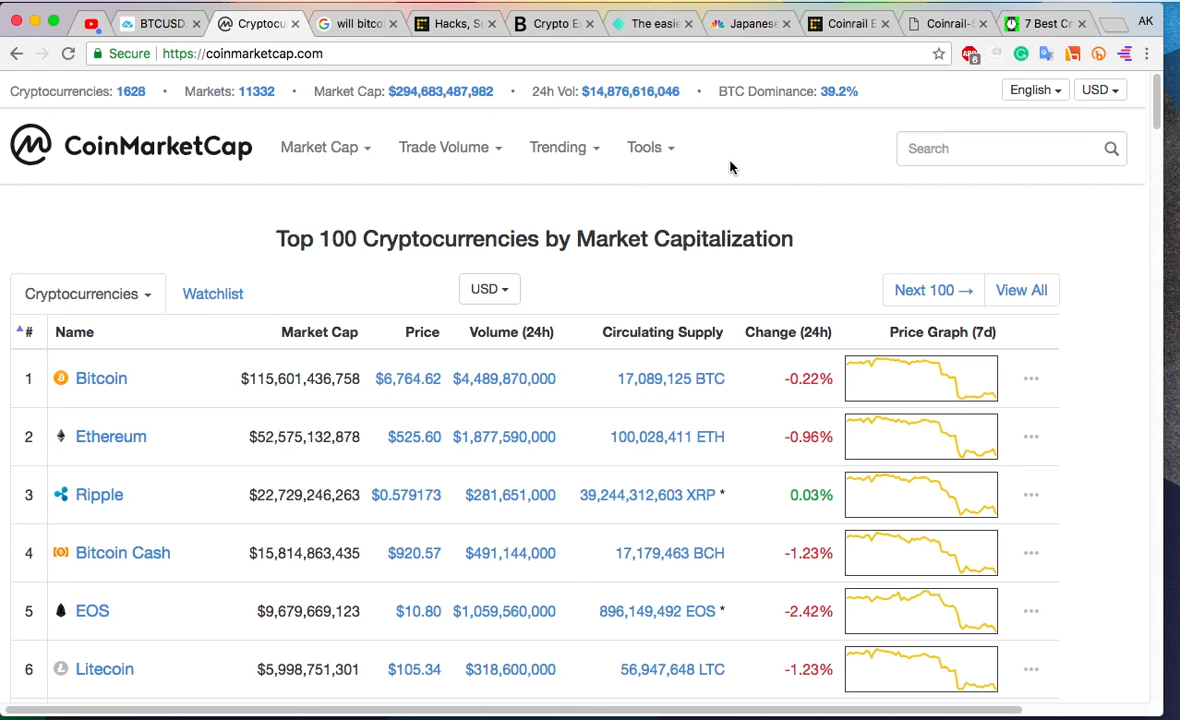 BTCUSD
Cryptocu
will bitco
Hacks, Sc
Crypto Ex
The easie
Japanese
Coinrail E
Coinrail-
7 Best Cr
AK
Secure https://coinmarketcap.com
6
Cryptocurrencies: 1628 • Markets: 11332 • Market Cap: $294,683,487,982 • 24h Vol: $14,876,616,046 • BTC Dominance: 39.2% English USD
CoinMarketCap Market Cap Trade Volume Trending Tools Search
Top 100 Cryptocurrencies by Market Capitalization
Cryptocurrencies Watchlist USD Next 100 → View All
# Name Market Cap Price Volume (24h) Circulating Supply Change (24h) Price Graph (7d)
1 Bitcoin $115,601,436,758 $6,764.62 $4,489,870,000 17,089,125 BTC -0.22%
2 Ethereum $52,575,132,878 $525.60 $1,877,590,000 100,028,411 ETH -0.96%
3 Ripple $22,729,246,263 $0.579173 $281,651,000 39,244,312,603 XRP * 0.03%
4 Bitcoin Cash $15,814,863,435 $920.57 $491,144,000 17,179,463 BCH -1.23%
5 EOS $9,679,669,123 $10.80 $1,059,560,000 896,149,492 EOS * -2.42%
6 Litecoin $5,998,751,301 $105.34 $318,600,000 56,947,648 LTC -1.23%